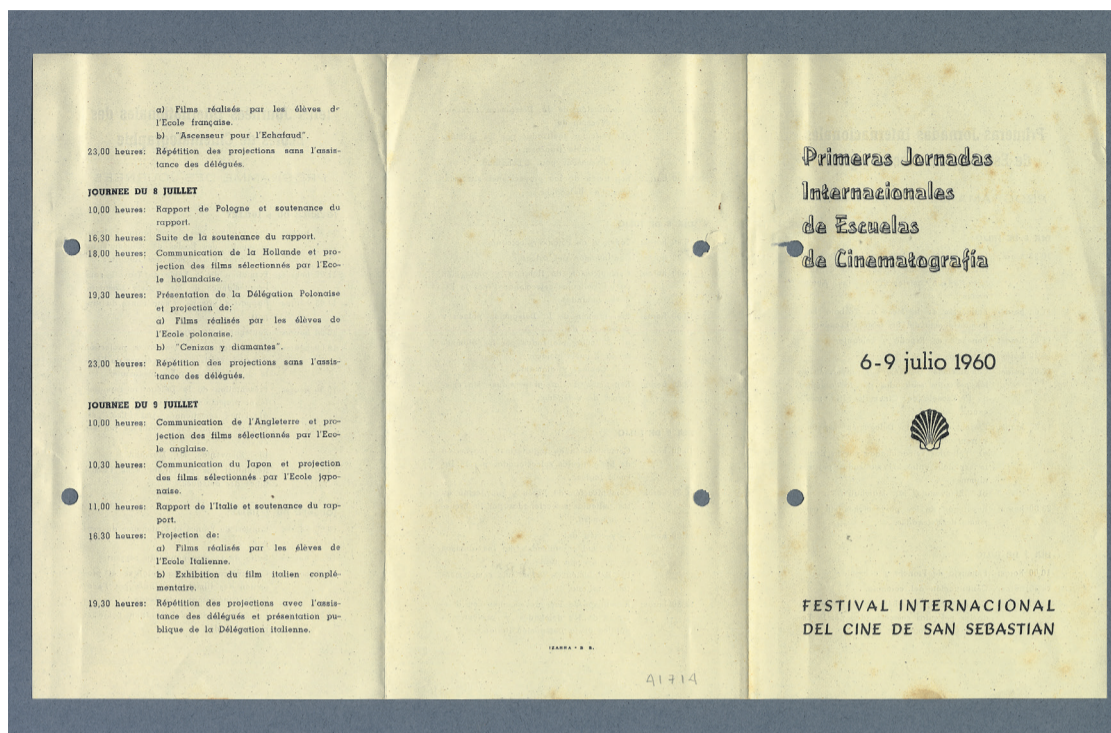 a) Films réalisés par les élèves de
l'Ecole française.
b) "Ascenseur pour l'Echafaud".
23,00 heures: Répétition des projections sans l'assis-
tance des délégués.
JOURNEE DU 8 JUILLET
10,00 heures: Rapport de Pologne et soutenance du
rapport.
16,30 heures: Suite de la soutenance du rapport.
18,00 heures: Communication de la Hollande et pro-
jection des films sélectionnés par l'Eco-
le hollandaise.
19,30 heures: Présentation de la Délégation Polonaise
et projection de:
a) Films réalisés par les élèves de
l'Ecole polonaise.
b) "Cenizas y diamantes".
23,00 heures: Répétition des projections sans l'assis-
tance des délégués.
JOURNEE DU 9 JUILLET
10,00 heures: Communication de l'Angleterre et pro-
jection des films sélectionnés par l'Eco-
le anglaise.
10,30 heures: Communication du Japon et projection
des films sélectionnés par l'Ecole japo-
naise.
11,00 heures: Rapport de l'Italie et soutenance du rap-
port.
16,30 heures: Projection de:
a) Films réalisés par les élèves de
l'Ecole Italienne.
b) Exhibition du film italien conplé-
mentaire.
19,30 heures: Répétition des projections avec l'assis-
tance des délégués et présentation pu-
blique de la Délégation italienne.
IZARRA - S. S.
41714
Primeras Jornadas
Internacionales
de Escuelas
de Cinematografía
6-9 julio 1960
FESTIVAL INTERNACIONAL
DEL CINE DE SAN SEBASTIAN